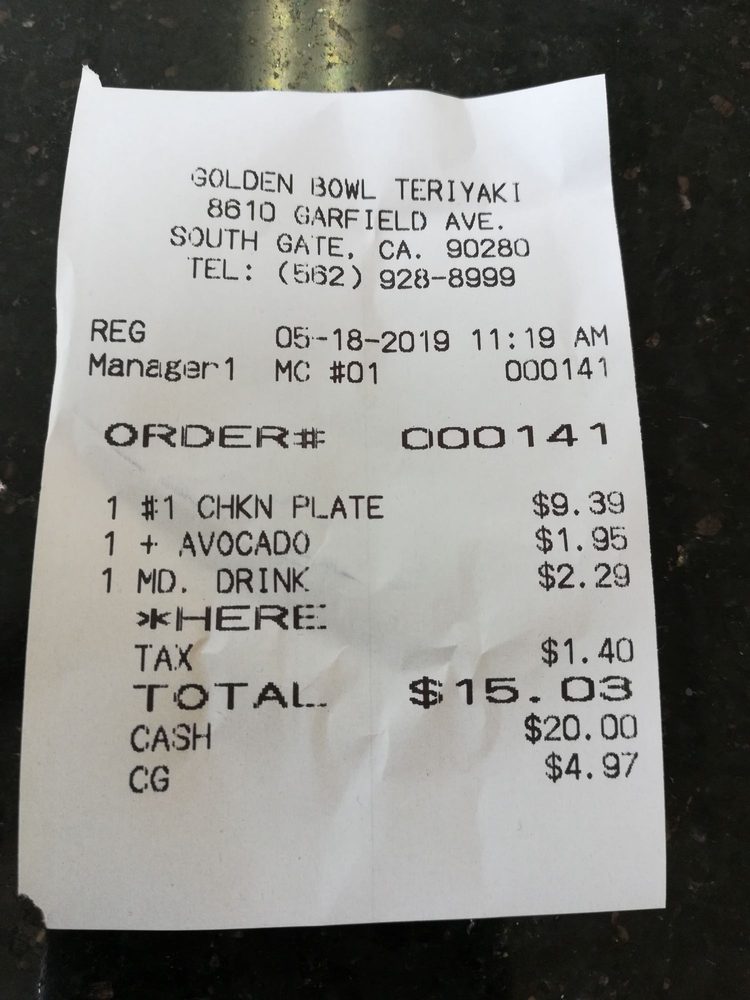 GOLDEN BOWL TERIYAKI
8610 GARFIELD AVE.
SOUTH GATE, CA. 90280
TEL: (562) 928-8999
REG 05-18-2019 11:19 AM
Manager1 MC #01 000141
ORDER# 000141
1 #1 CHKN PLATE $9.39
1 + AVOCADO $1.95
1 MD. DRINK $2.29
*HERE
TAX $1.40
TOTAL $15.03
CASH $20.00
CG $4.97